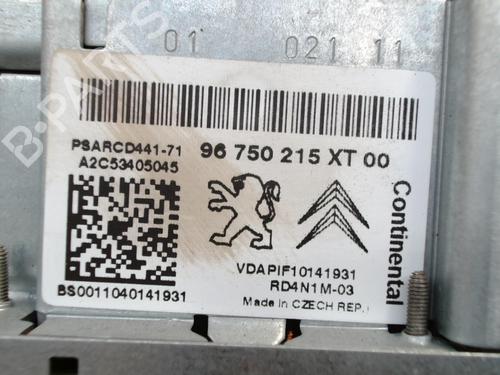 01 021 11
PSARCD441-71
A2C53405045
96 750 215 XT 00
Continental
VDAPIF10141931
RD4N1M-03
BS0011040141931
Made in CZECH REP.
B-PARTS